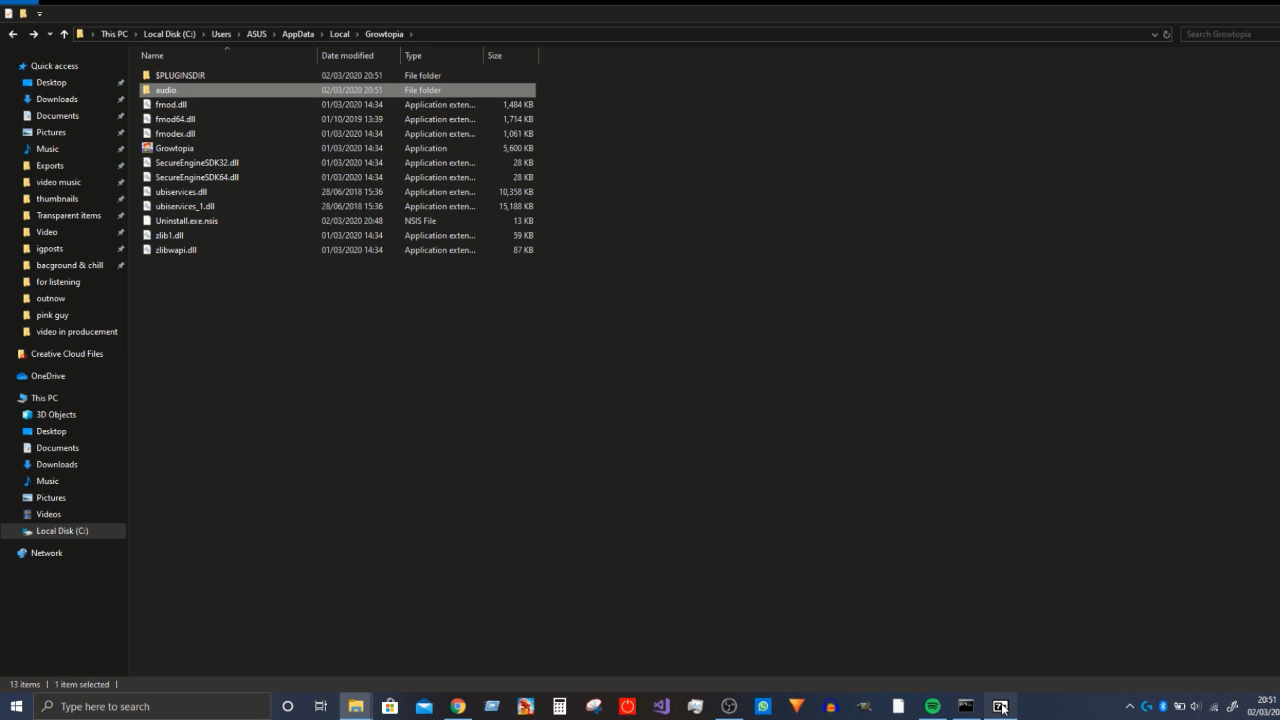 This PC Local Disk (C:) Users ASUS AppData Local Growtopia Search Growtopia
Name Date modified Type Size
$PLUGINSDIR 02/03/2020 20:51 File folder
audio 02/03/2020 20:51 File folder
fmod.dll 01/03/2020 14:34 Application exten... 1,484 KB
fmod64.dll 01/10/2019 13:39 Application exten... 1,714 KB
fmodex.dll 01/03/2020 14:34 Application exten... 1,061 KB
Growtopia 01/03/2020 14:34 Application 5,600 KB
SecureEngineSDK32.dll 01/03/2020 14:34 Application exten... 28 KB
SecureEngineSDK64.dll 01/03/2020 14:34 Application exten... 28 KB
ubiservices.dll 28/06/2018 15:36 Application exten... 10,358 KB
ubiservices_1.dll 28/06/2018 15:36 Application exten... 15,188 KB
Uninstall.exe.nsis 02/03/2020 20:48 NSIS File 13 KB
zlib1.dll 01/03/2020 14:34 Application exten... 59 KB
zlibwapi.dll 01/03/2020 14:34 Application exten... 87 KB
Quick access
Desktop
Downloads
Documents
Pictures
Music
Exports
video music
thumbnails
Transparent items
Video
igposts
bacground & chill
for listening
outnow
pink guy
video in producement
Creative Cloud Files
OneDrive
This PC
3D Objects
Desktop
Documents
Downloads
Music
Pictures
Videos
Local Disk (C:)
Network
13 items 1 item selected
Type here to search
20:51
02/03/20